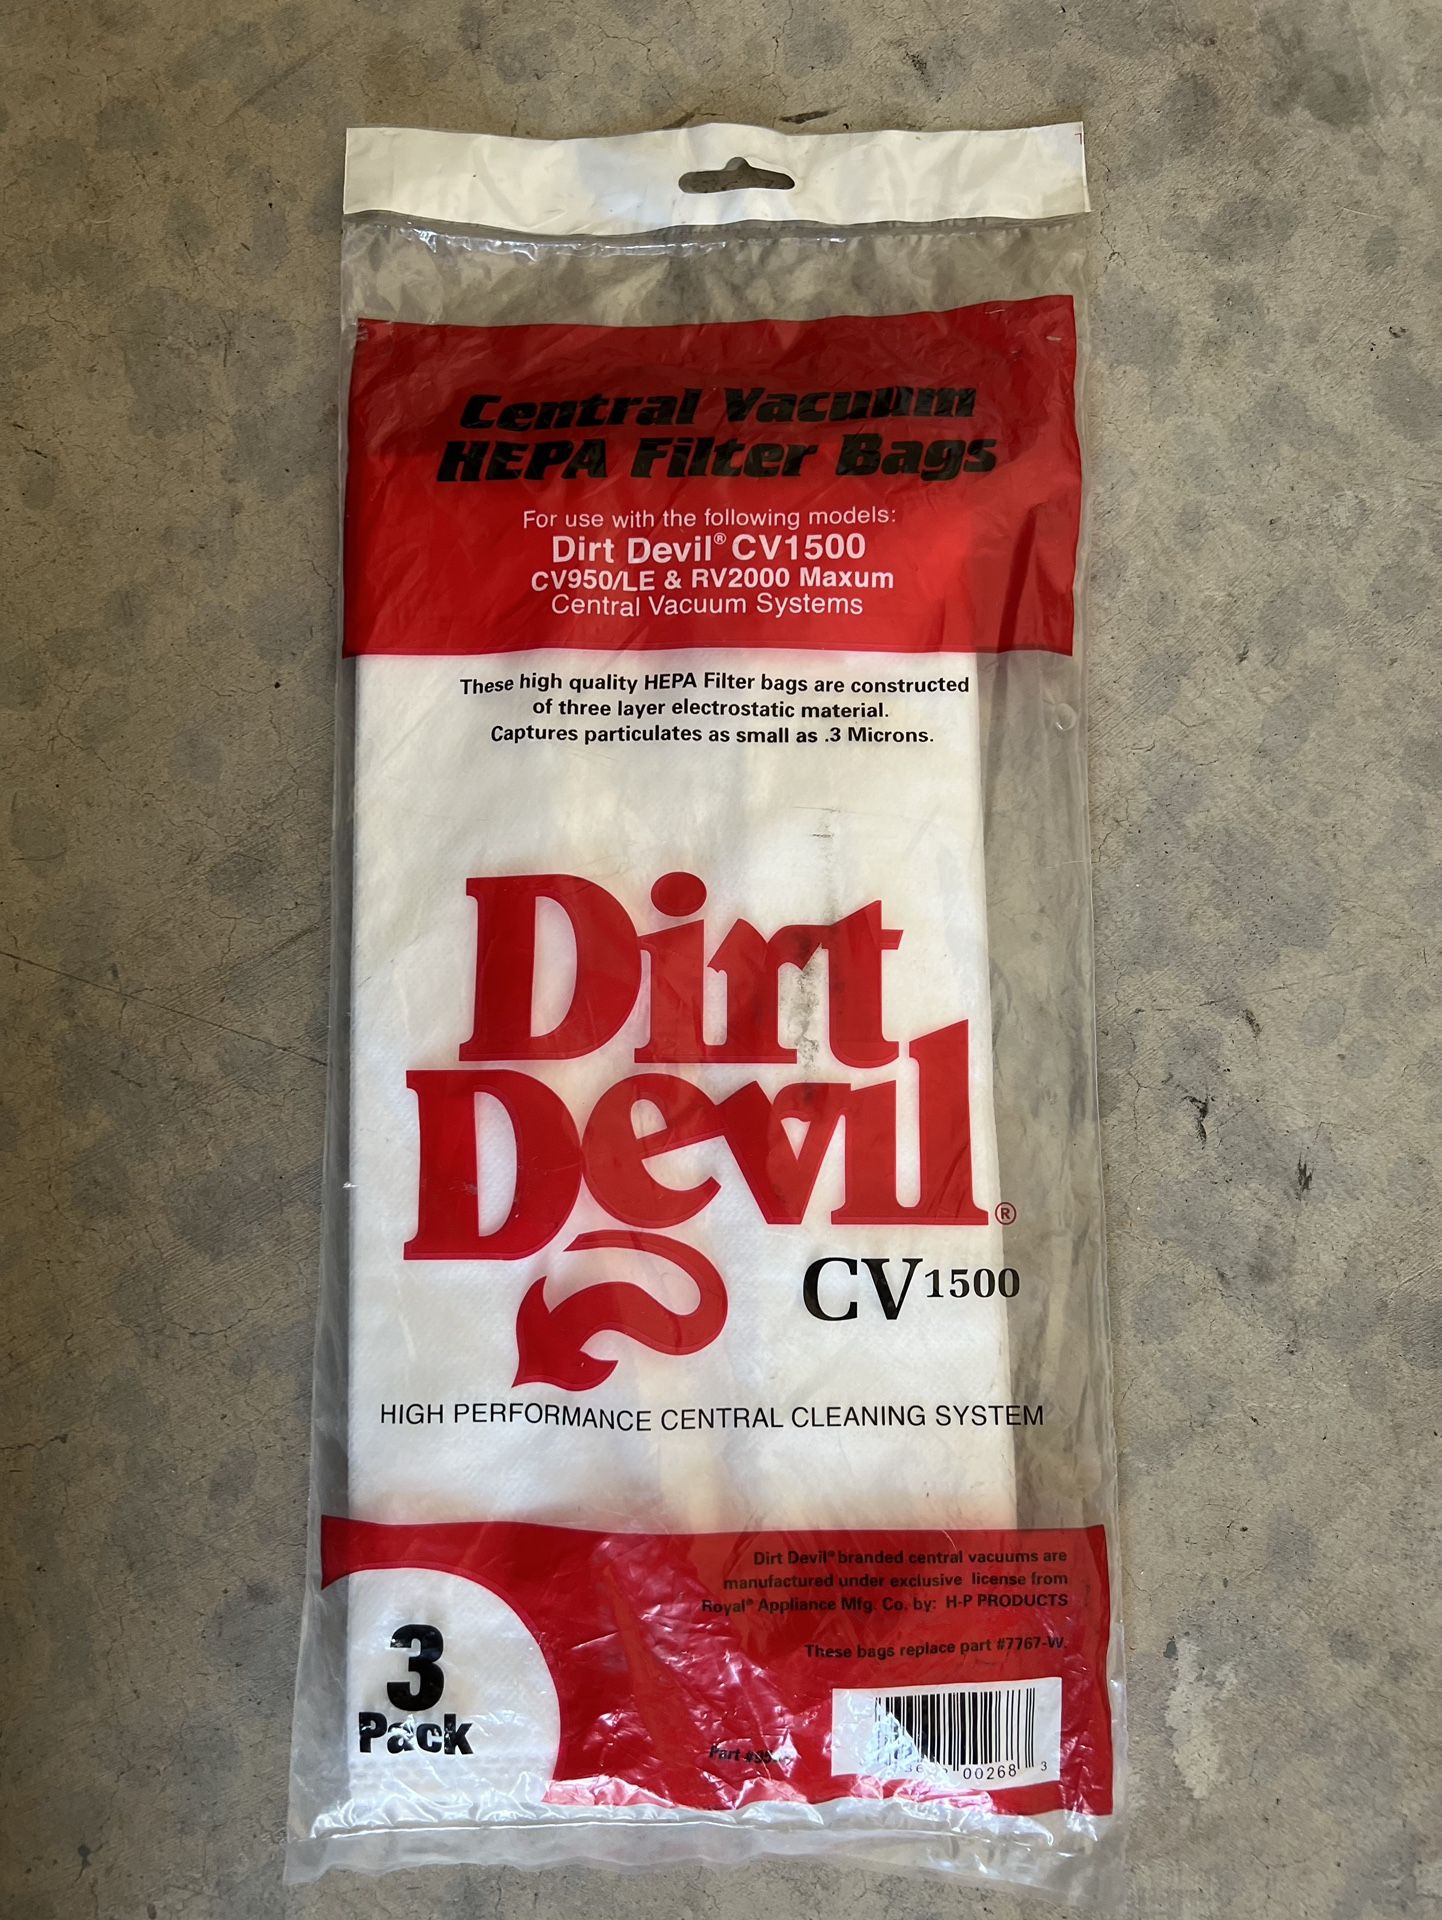 Central Vacuum
HEPA Filter Bags
For use with the following models:
Dirt Devil® CV1500
CV950/LE & RV2000 Maxum
Central Vacuum Systems
These high quality HEPA Filter bags are constructed
of three layer electrostatic material.
Captures particulates as small as .3 Microns.
Dirt
Devil®
CV1500
HIGH PERFORMANCE CENTRAL CLEANING SYSTEM
Dirt Devil® branded central vacuums are
manufactured under exclusive license from
Royal® Appliance Mfg. Co. by: H-P PRODUCTS
These bags replace part #7767-W.
3
Pack
Part
00268 3